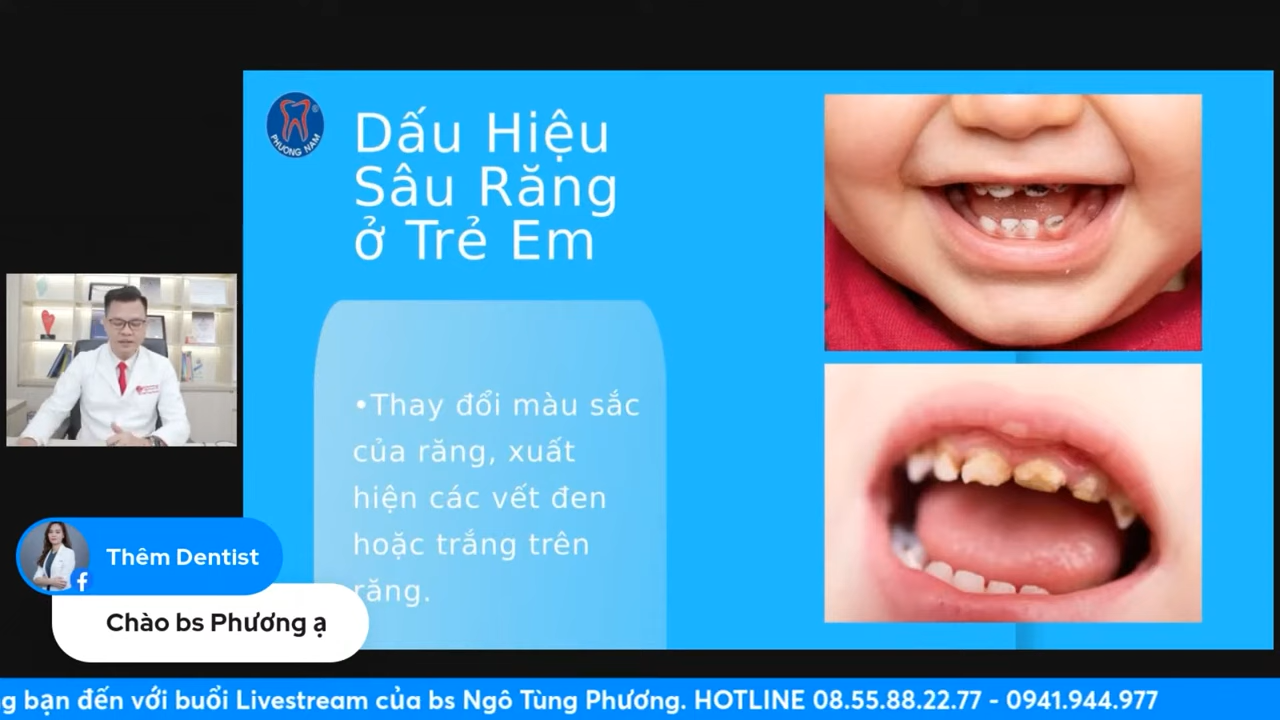 PHUONG NAM
®
Dấu Hiệu
Sâu Răng
ở Trẻ Em
•Thay đổi màu sắc
của răng, xuất
hiện các vết đen
hoặc trắng trên
răng.
Thêm Dentist
Chào bs Phương ạ
g bạn đến với buổi Livestream của bs Ngô Tùng Phương. HOTLINE 08.55.88.22.77 - 0941.944.977